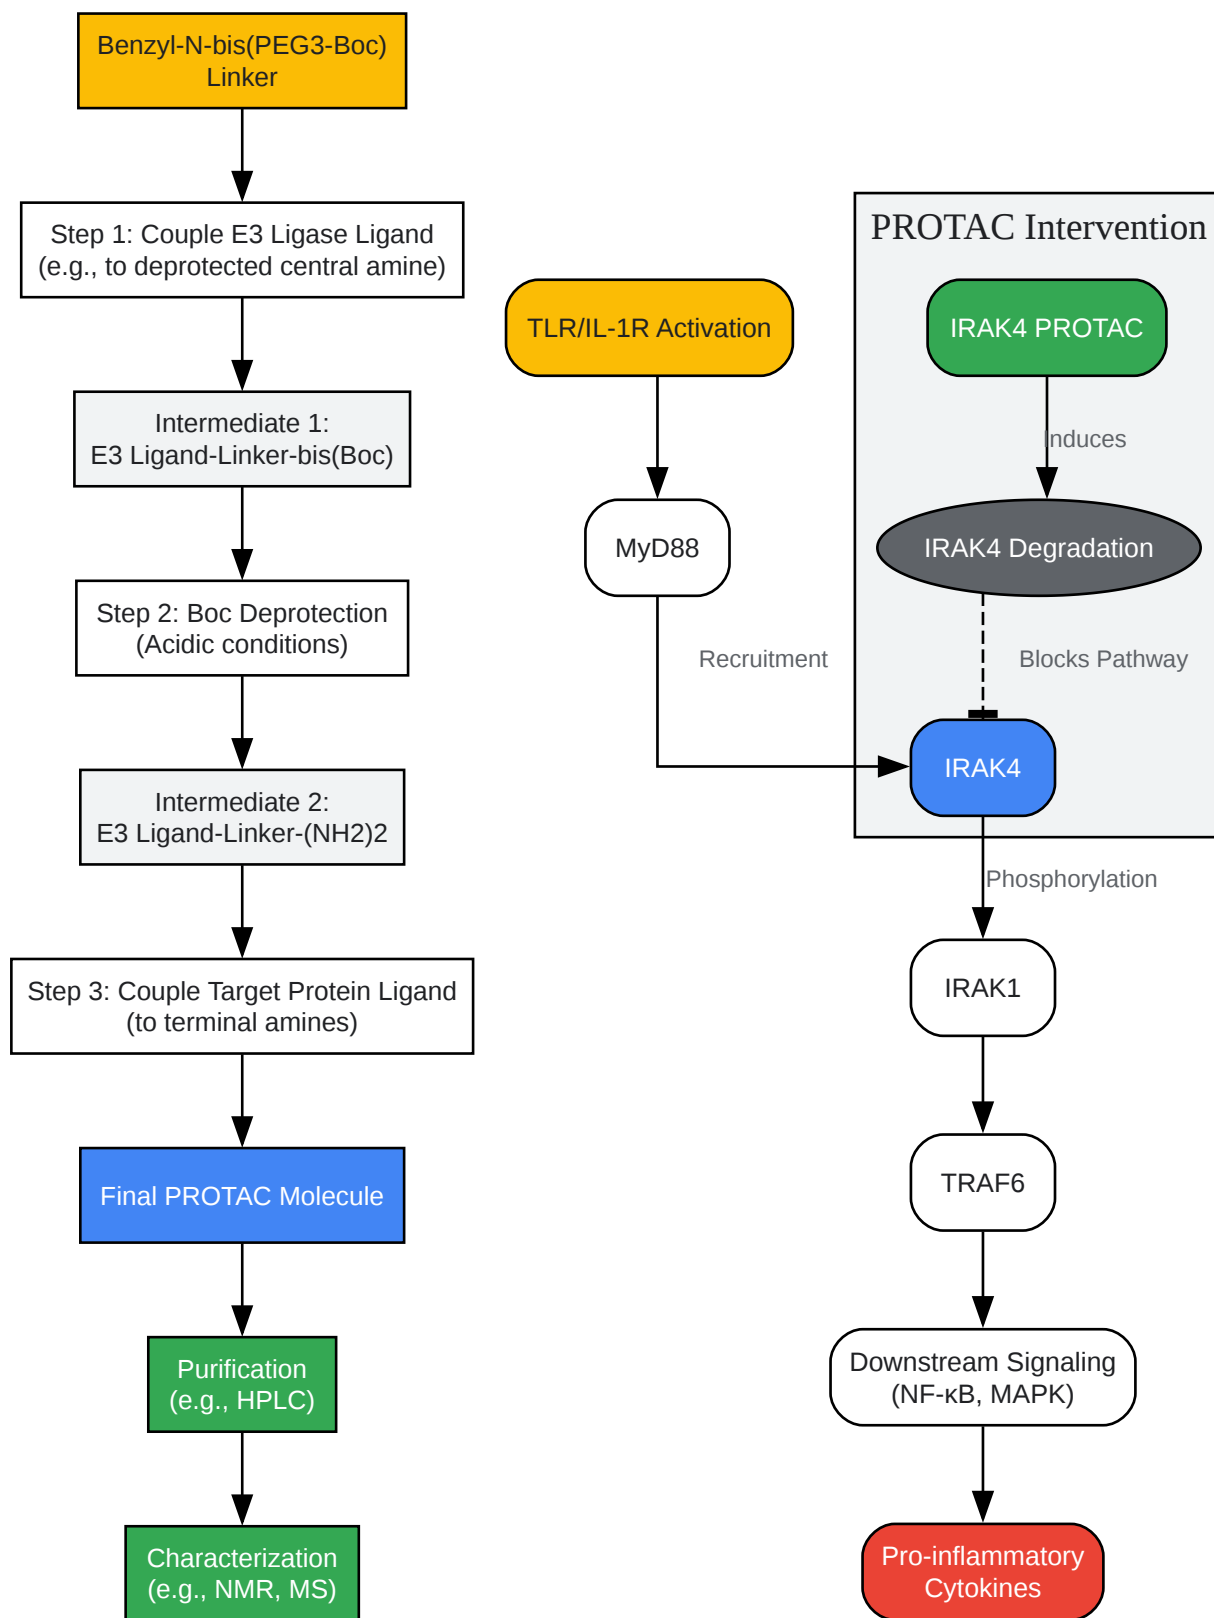 Benzyl-N-bis(PEG3-Boc)
Linker
Step 1: Couple E3 Ligase Ligand
(e.g., to deprotected central amine)
Intermediate 1:
E3 Ligand-Linker-bis(Boc)
Step 2: Boc Deprotection
(Acidic conditions)
Intermediate 2:
E3 Ligand-Linker-(NH2)2
Step 3: Couple Target Protein Ligand
(to terminal amines)
Final PROTAC Molecule
Purification
(e.g., HPLC)
Characterization
(e.g., NMR, MS)
PROTAC Intervention
TLR/IL-1R Activation
IRAK4 PROTAC
Induces
MyD88
IRAK4 Degradation
Recruitment
Blocks Pathway
IRAK4
Phosphorylation
IRAK1
TRAF6
Downstream Signaling
(NF-κB, MAPK)
Pro-inflammatory
Cytokines